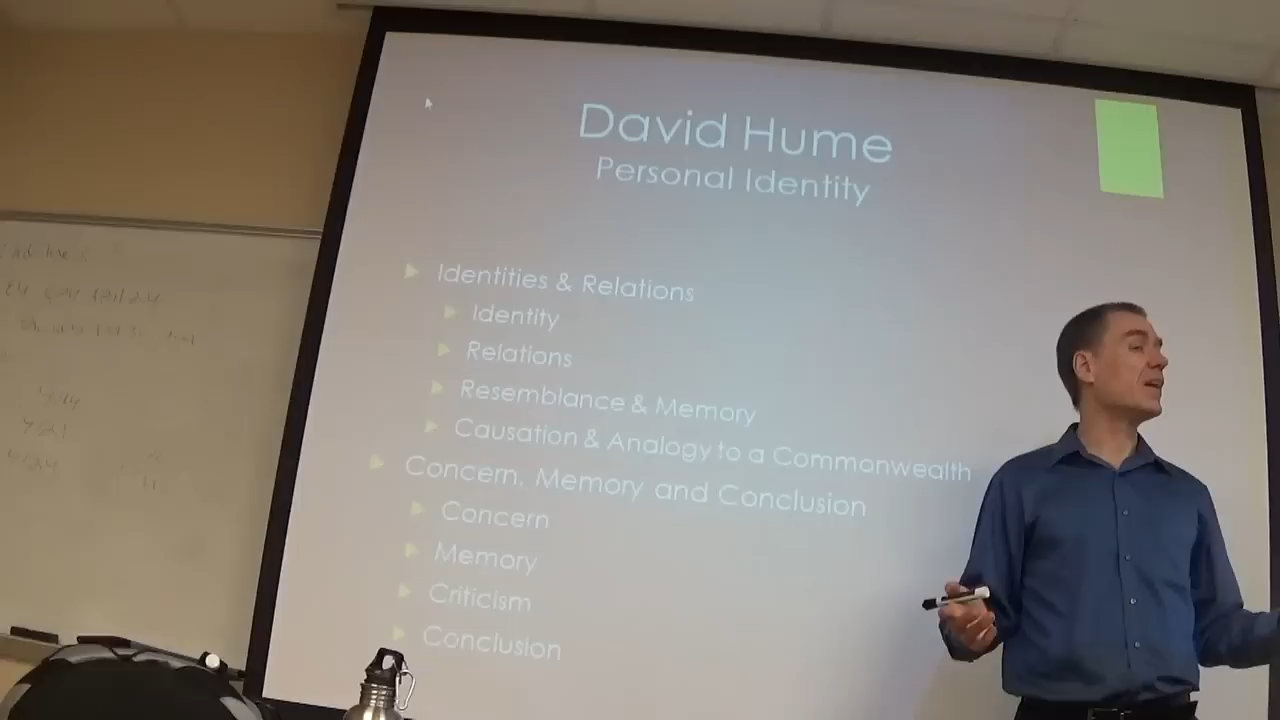 David Hume
Personal Identity
Identities & Relations
Identity
Relations
Resemblance & Memory
Causation & Analogy to a Commonwealth
Concern, Memory and Conclusion
Concern
Memory
Criticism
Conclusion